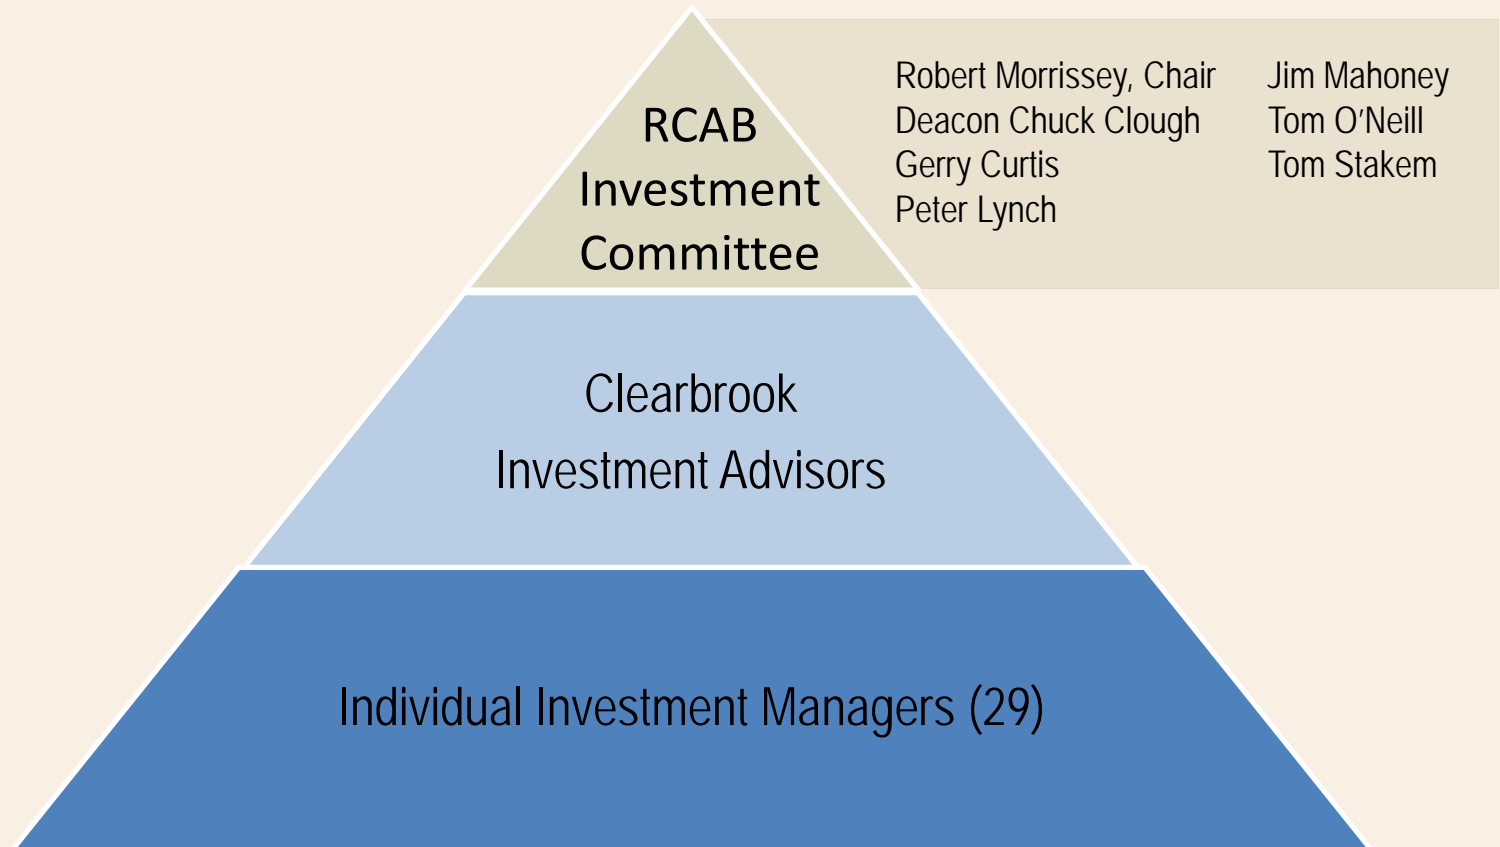 RCAB
Investment
Committee
Robert Morrissey, Chair
Deacon Chuck Clough
Gerry Curtis
Peter Lynch
Jim Mahoney
Tom O’Neill
Tom Stakem
Clearbrook
Investment Advisors
Individual Investment Managers (29)